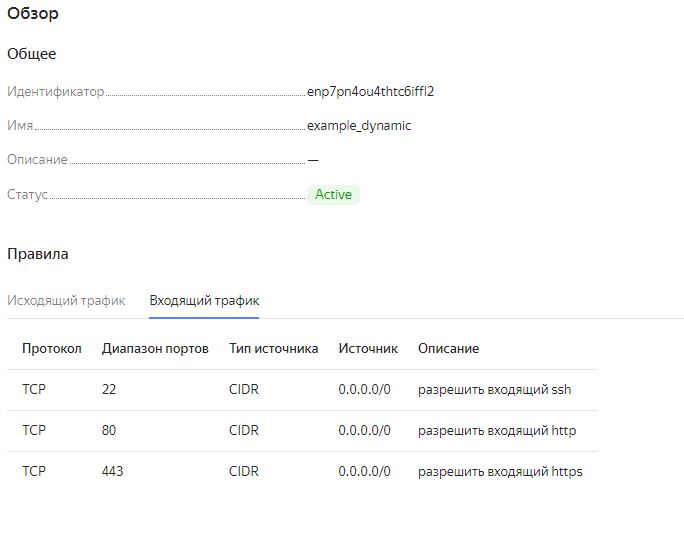 Обзор
Общее
Идентификатор enp7pn4ou4thtc6iffl2
Имя example_dynamic
Описание —
Статус Active
Правила
Исходящий трафик Входящий трафик
Протокол Диапазон портов Тип источника Источник Описание
TCP 22 CIDR 0.0.0.0/0 разрешить входящий ssh
TCP 80 CIDR 0.0.0.0/0 разрешить входящий http
TCP 443 CIDR 0.0.0.0/0 разрешить входящий https